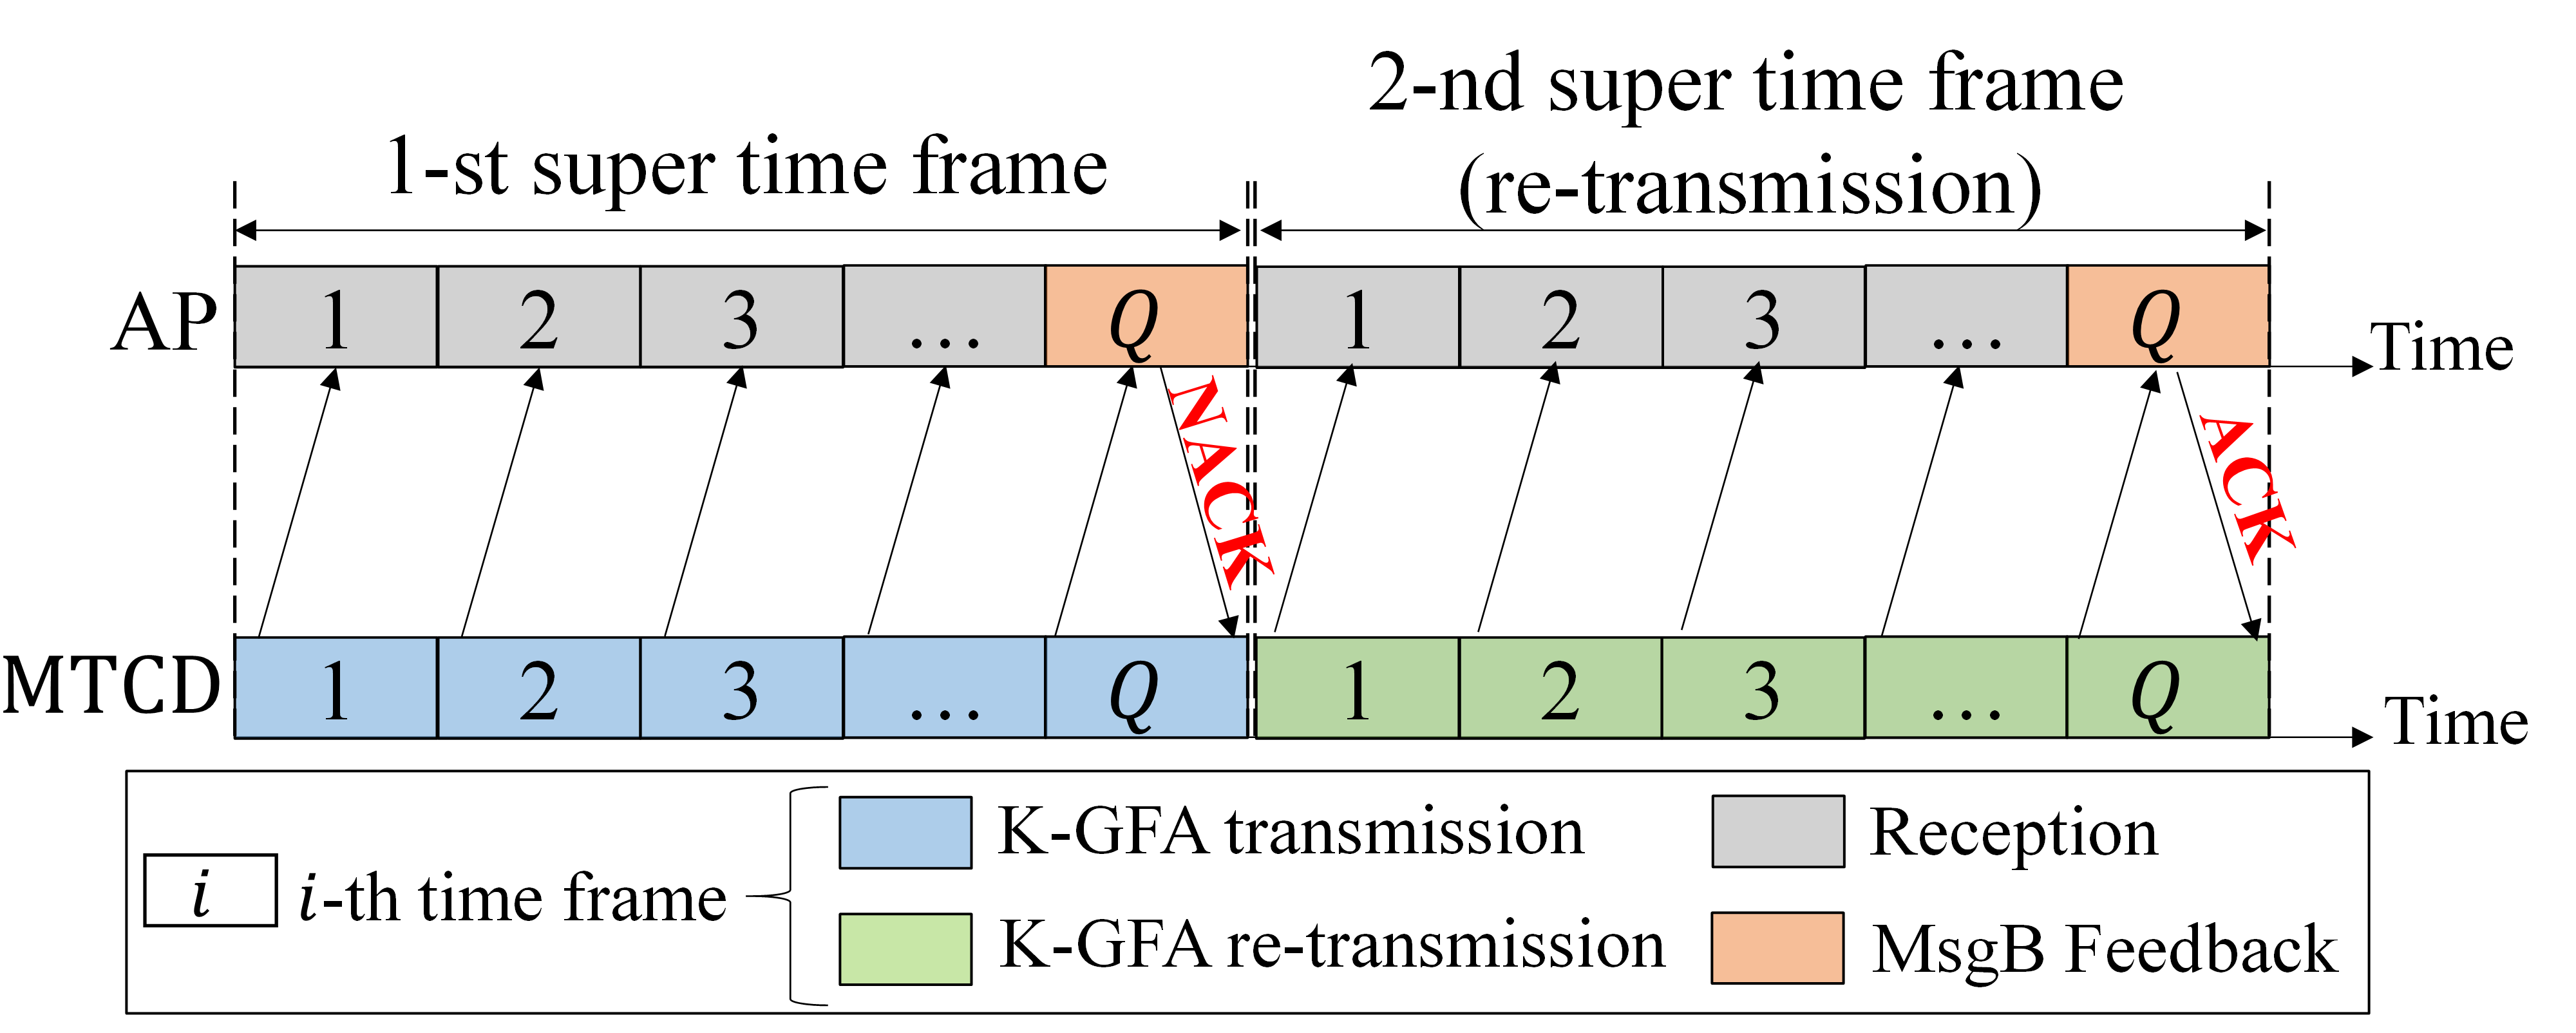 2-nd super time frame
1-st super time frame
(re-transmission)
AP 1 2 3 … Q 1 2 3 … Q Time
NACK
ACK
MTCD 1 2 3 … Q 1 2 3 … Q Time
K-GFA transmission
Reception
i
i-th time frame
K-GFA re-transmission
MsgB Feedback